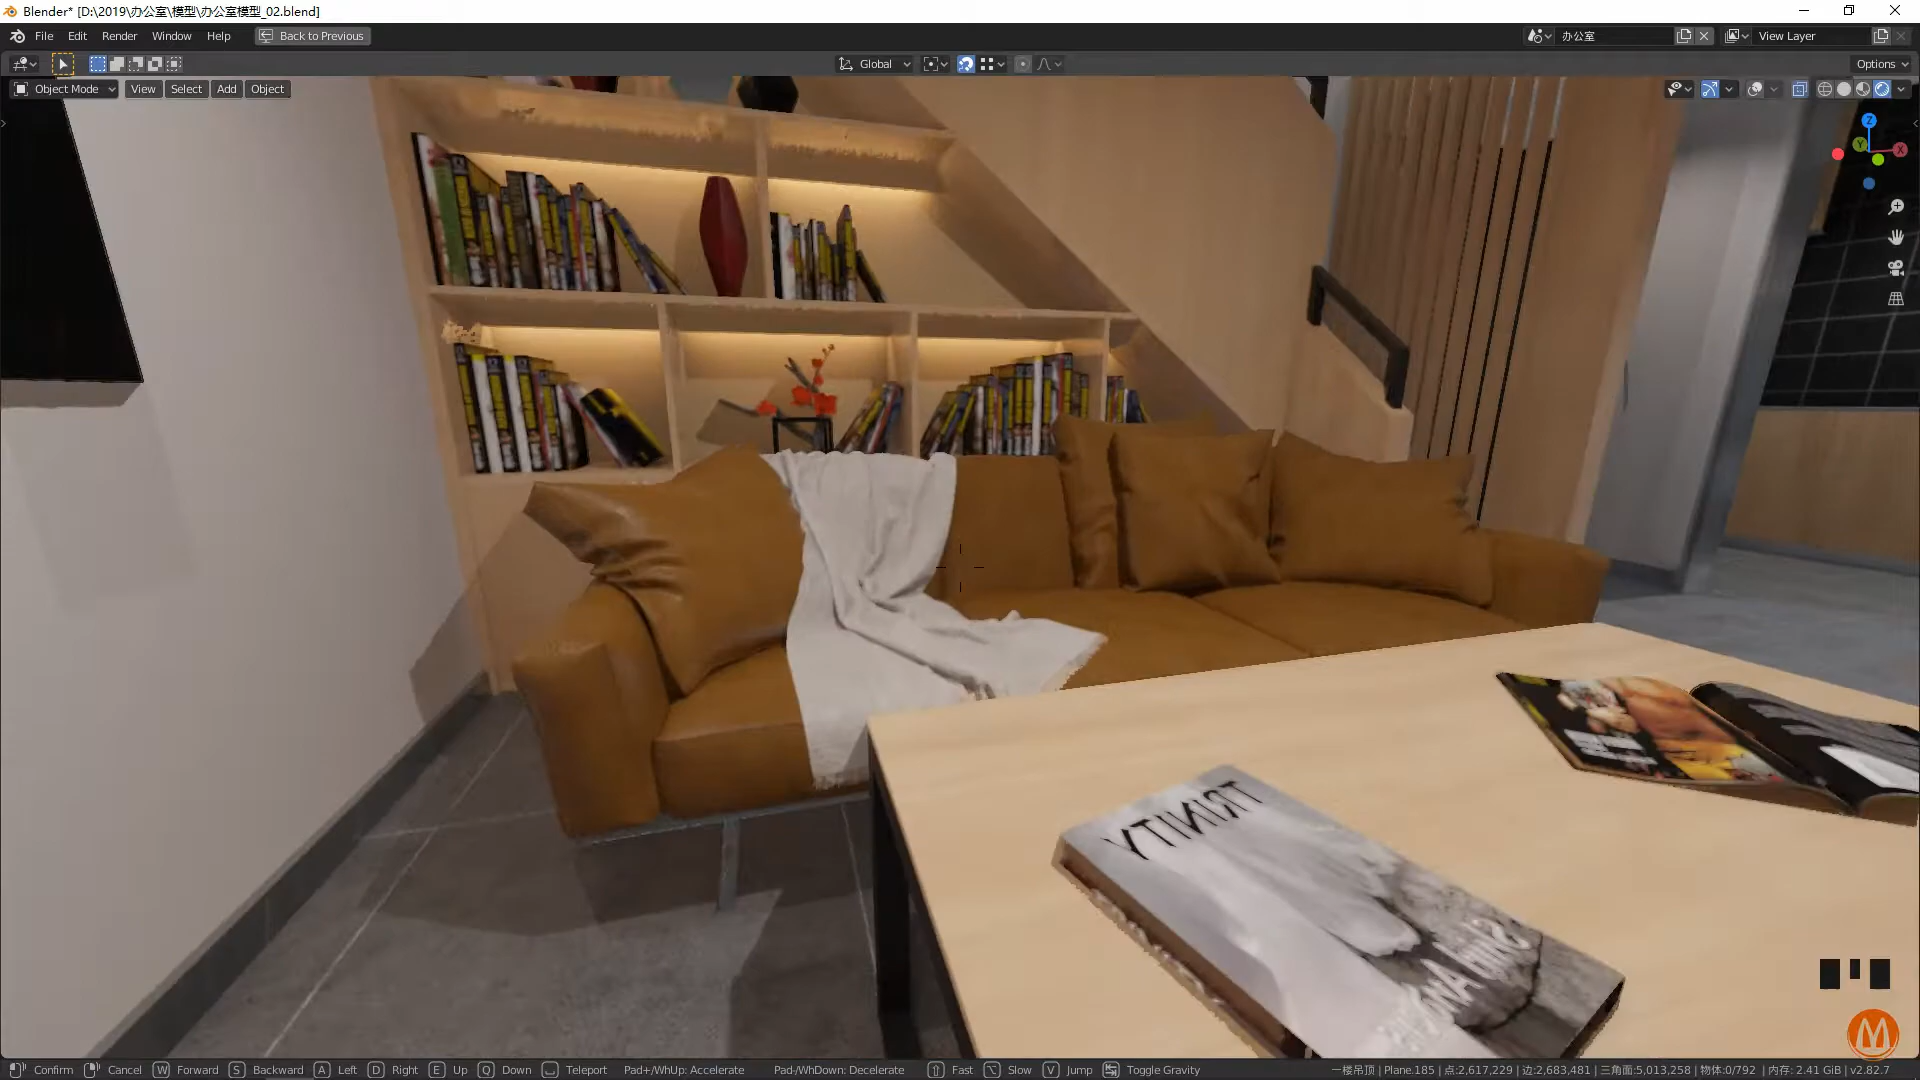 Blender* [D:\2019\办公室\模型\办公室模型_02.blend]
File Edit Render Window Help Back to Previous 办公室 View Layer
Global Options
Object Mode View Select Add Object
Z
Y X
TRINITY
Confirm Cancel W Forward S Backward A Left D Right E Up Q Down Teleport Pad+/WhUp: Accelerate Pad-/WhDown: Decelerate Fast Slow V Jump Toggle Gravity 一楼吊顶 | Plane.185 | 点:2,617,229 | 边:2,683,481 | 三角面:5,013,258 | 物体:0/792 | 内存: 2.41 GiB | v2.82.7